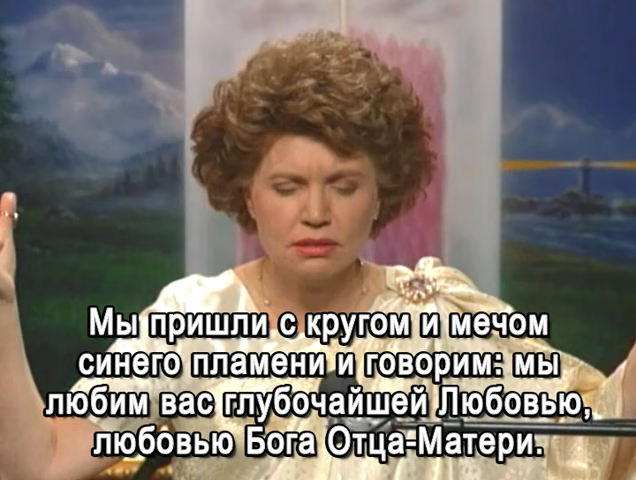 Мы пришли с кругом и мечом
синего пламени и говорим: мы
любим вас глубочайшей Любовью,
любовью Бога Отца-Матери.